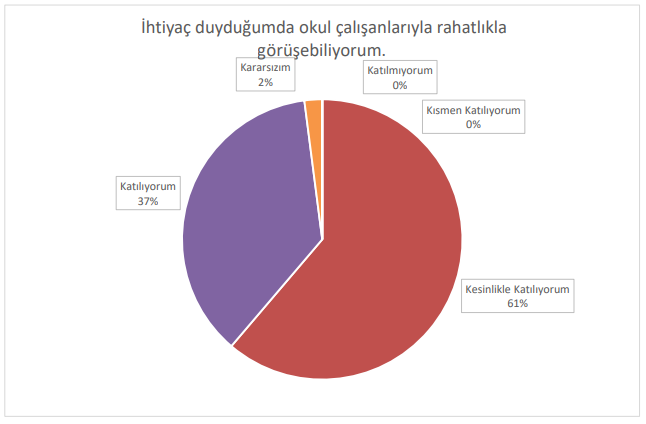 İhtiyaç duyduğumda okul çalışanlarıyla rahatlıkla
görüşebiliyorum.
Kararsızım
2%
Katılmıyorum
0%
Kısmen Katılıyorum
0%
Katılıyorum
37%
Kesinlikle Katılıyorum
61%